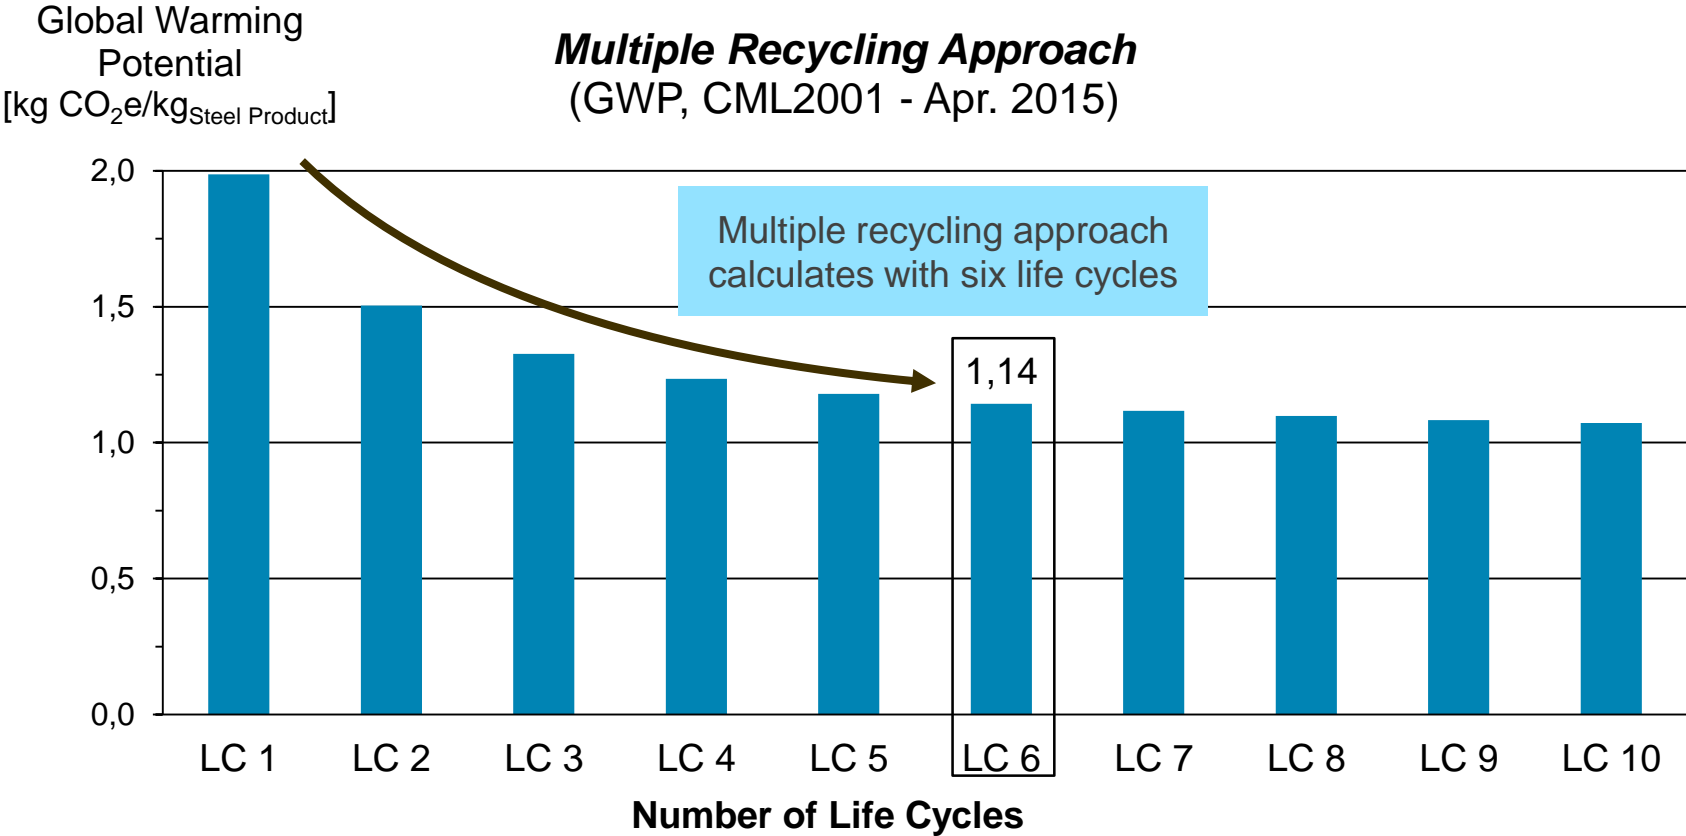 Global Warming
Potential
[kg CO₂e/kg Steel Product]
Multiple Recycling Approach
(GWP, CML2001 - Apr. 2015)
2,0
1,5
1,0
0,5
0,0
Multiple recycling approach
calculates with six life cycles
1,14
LC 1 LC 2 LC 3 LC 4 LC 5 LC 6 LC 7 LC 8 LC 9 LC 10
Number of Life Cycles